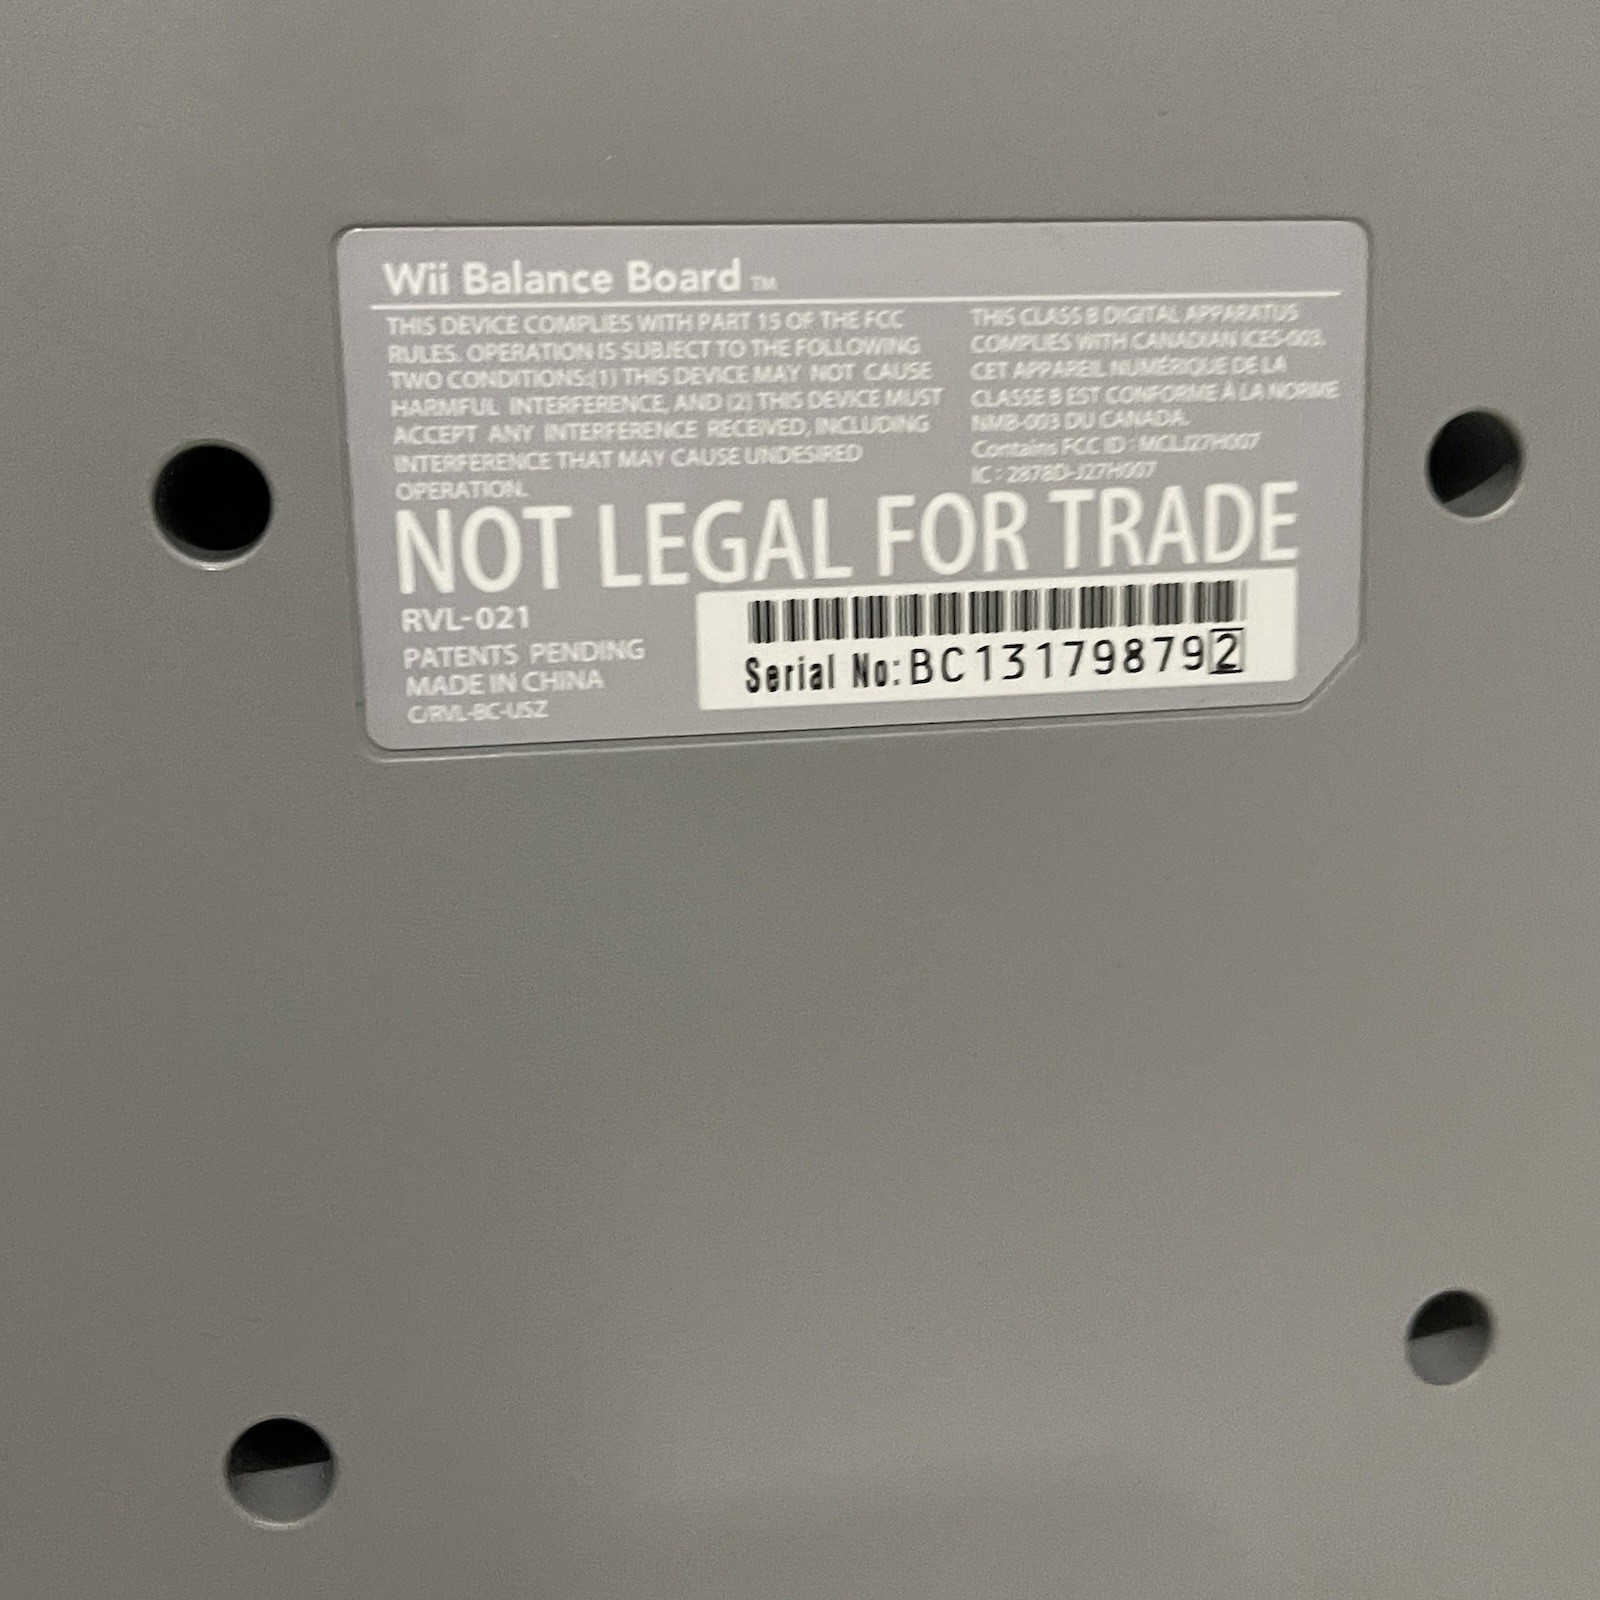 Wii Balance Board™
THIS DEVICE COMPLIES WITH PART 15 OF THE FCC
RULES. OPERATION IS SUBJECT TO THE FOLLOWING
TWO CONDITIONS:(1) THIS DEVICE MAY NOT CAUSE
HARMFUL INTERFERENCE, AND (2) THIS DEVICE MUST
ACCEPT ANY INTERFERENCE RECEIVED, INCLUDING
INTERFERENCE THAT MAY CAUSE UNDESIRED
OPERATION.
THIS CLASS B DIGITAL APPARATUS
COMPLIES WITH CANADIAN ICES-003.
CET APPAREIL NUMÉRIQUE DE LA
CLASSE B EST CONFORME À LA NORME
NMB-003 DU CANADA.
Contains FCC ID : MCLJ27H007
IC : 2878D-J27H007
NOT LEGAL FOR TRADE
RVL-021
PATENTS PENDING
MADE IN CHINA
C/RVL-BC-USZ
Serial No:BC131798792